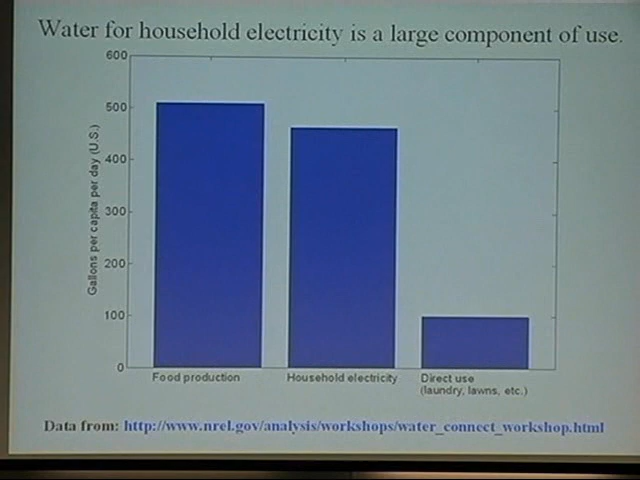 Water for household electricity is a large component of use.
600
500
400
300
200
100
0
Gallons per capita per day (U.S.)
Food production
Household electricity
Direct use
(laundry, lawns, etc.)
Data from: http://www.nrel.gov/analysis/workshops/water_connect_workshop.html